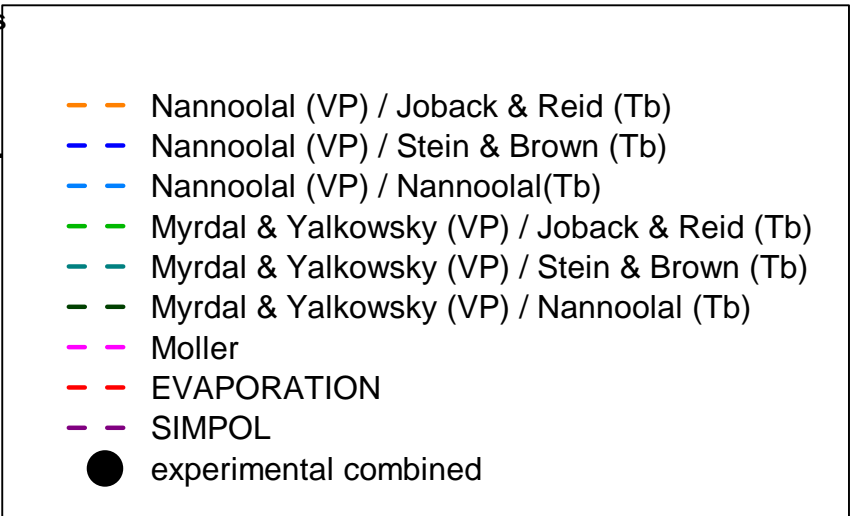 s
Nannoolal (VP) / Joback & Reid (Tb)
Nannoolal (VP) / Stein & Brown (Tb)
Nannoolal (VP) / Nannoolal(Tb)
Myrdal & Yalkowsky (VP) / Joback & Reid (Tb)
Myrdal & Yalkowsky (VP) / Stein & Brown (Tb)
Myrdal & Yalkowsky (VP) / Nannoolal (Tb)
Moller
EVAPORATION
SIMPOL
experimental combined